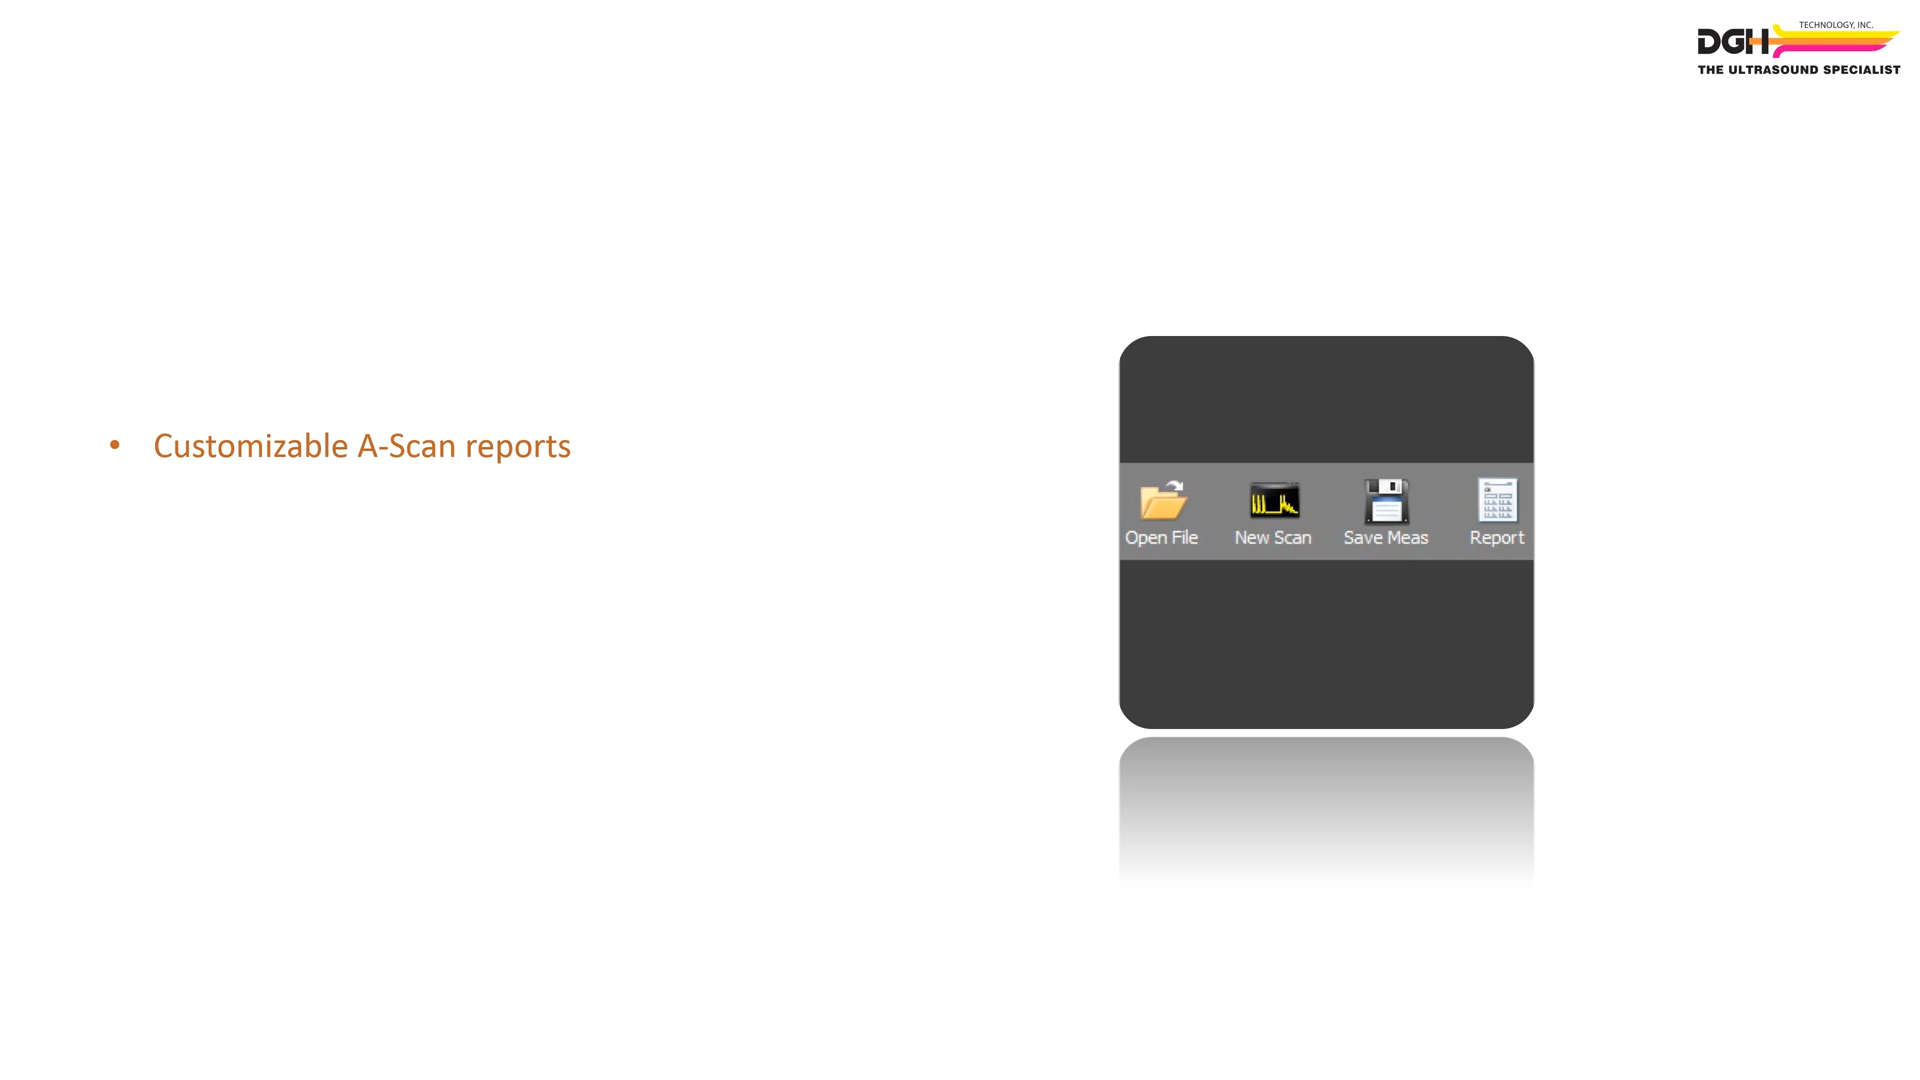 TECHNOLOGY, INC.
DGH
THE ULTRASOUND SPECIALIST
• Customizable A-Scan reports
Open File New Scan Save Meas Report